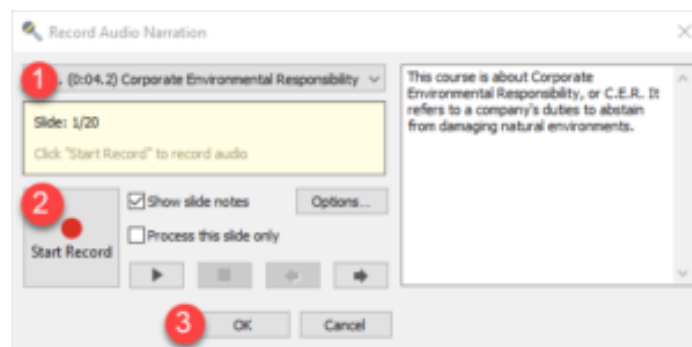 Record Audio Narration
1 . (0:04.2) Corporate Environmental Responsibility
Slide: 1/20
Click "Start Record" to record audio
This course is about Corporate
Environmental Responsibility, or C.E.R. It
refers to a company's duties to abstain
from damaging natural environments.
2
Start Record
Show slide notes
Options...
Process this slide only
3
OK
Cancel